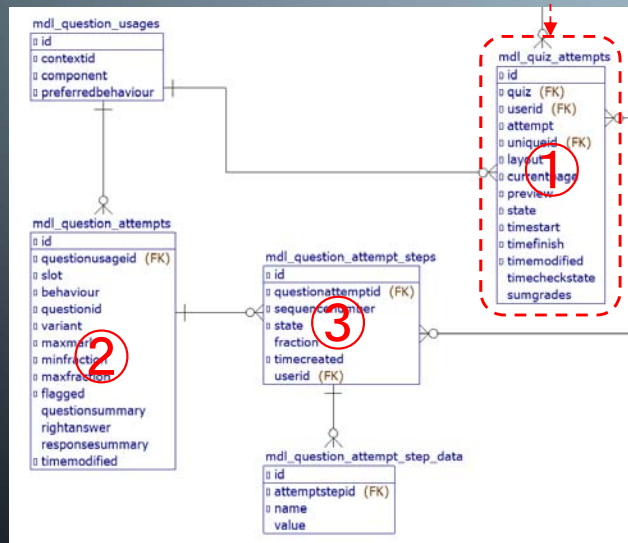 mdl_question_usages
id
contextid
component
preferredbehaviour
mdl_quiz_attempts
id
quiz (FK)
userid (FK)
attempt
uniqueid (FK)
layout
currentpage
preview
state
timestart
timefinish
timemodified
timecheckstate
sumgrades
①
mdl_question_attempts
id
questionusageid (FK)
slot
behaviour
questionid
variant
maxmark
minfraction
maxfraction
flagged
questionsummary
rightanswer
responsesummary
timemodified
②
mdl_question_attempt_steps
id
questionattemptid (FK)
sequencenumber
state
fraction
timecreated
userid (FK)
③
mdl_question_attempt_step_data
id
attemptstepid (FK)
name
value